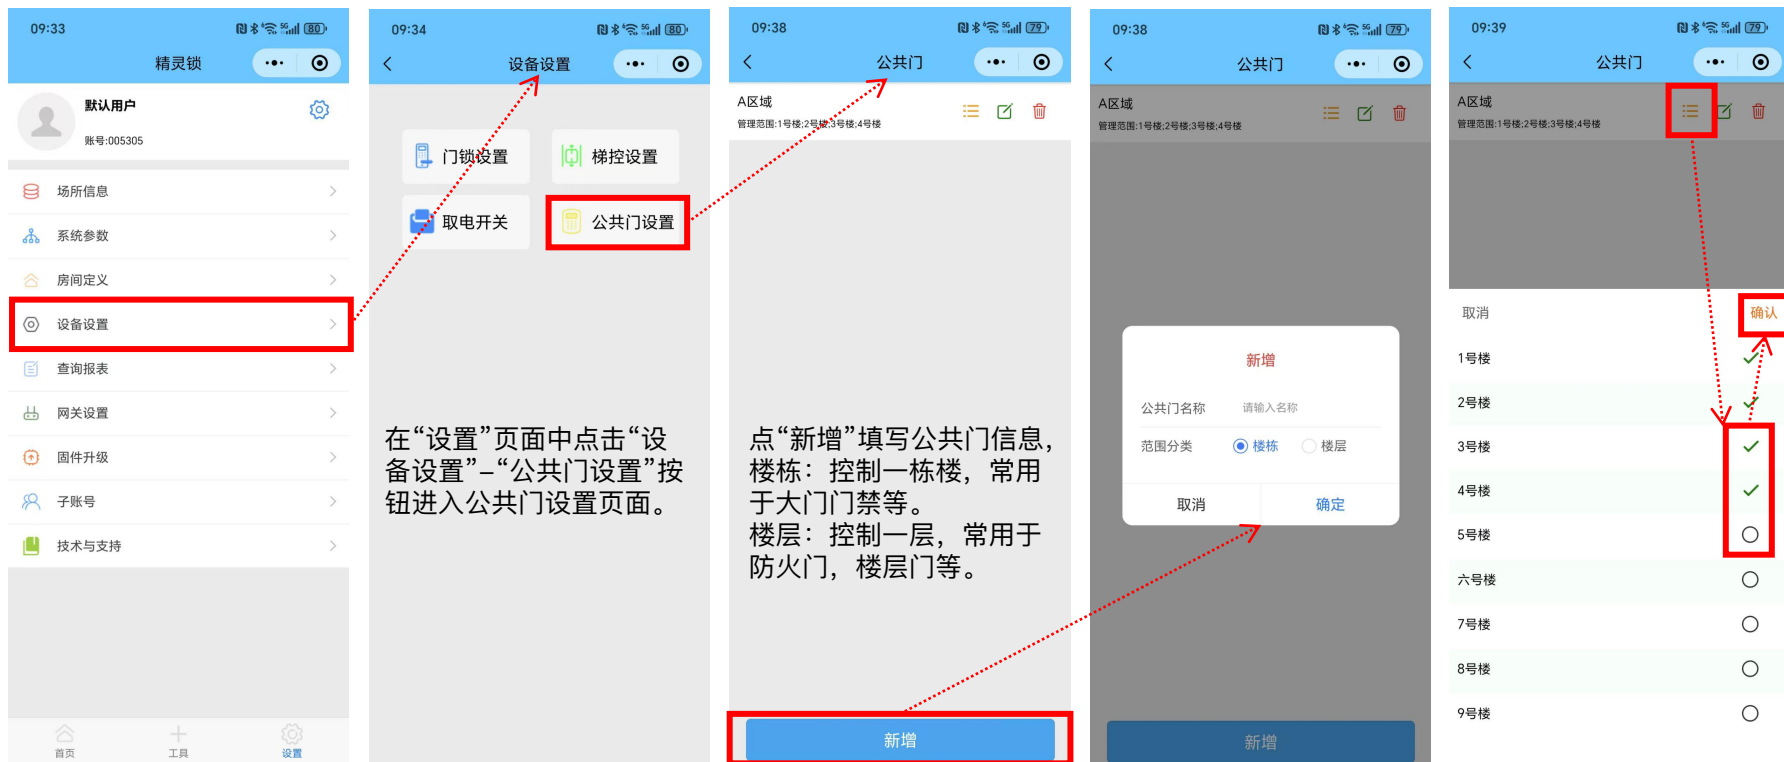 09:33
5G
80
精灵锁
默认用户
账号:005305
场所信息
系统参数
房间定义
设备设置
查询报表
网关设置
固件升级
子账号
技术与支持
首页
工具
设置
09:34
5G
80
设备设置
门锁设置
梯控设置
取电开关
公共门设置
在“设置”页面中点击“设
备设置”–“公共门设置”按
钮进入公共门设置页面。
09:38
5G
79
公共门
A区域
管理范围:1号楼;2号楼;3号楼;4号楼
点“新增”填写公共门信息，
楼栋：控制一栋楼，常用
于大门门禁等。
楼层：控制一层，常用于
防火门，楼层门等。
新增
09:38
5G
79
公共门
A区域
管理范围:1号楼;2号楼;3号楼;4号楼
新增
公共门名称 请输入名称
范围分类 楼栋 楼层
取消 确定
新增
09:39
5G
79
公共门
A区域
管理范围:1号楼;2号楼;3号楼;4号楼
取消 确认
1号楼
2号楼
3号楼
4号楼
5号楼
六号楼
7号楼
8号楼
9号楼